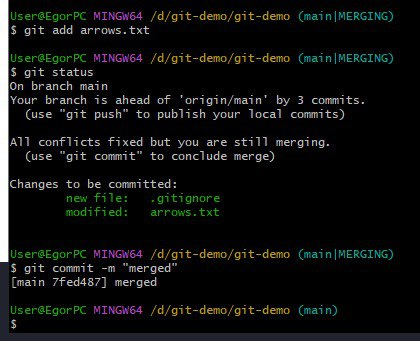 User@EgorPC MINGW64 /d/git-demo/git-demo (main|MERGING)
$ git add arrows.txt
User@EgorPC MINGW64 /d/git-demo/git-demo (main|MERGING)
$ git status
On branch main
Your branch is ahead of 'origin/main' by 3 commits.
  (use "git push" to publish your local commits)
All conflicts fixed but you are still merging.
  (use "git commit" to conclude merge)
Changes to be committed:
        new file:   .gitignore
        modified:   arrows.txt
User@EgorPC MINGW64 /d/git-demo/git-demo (main|MERGING)
$ git commit -m "merged"
[main 7fed487] merged
User@EgorPC MINGW64 /d/git-demo/git-demo (main)
$